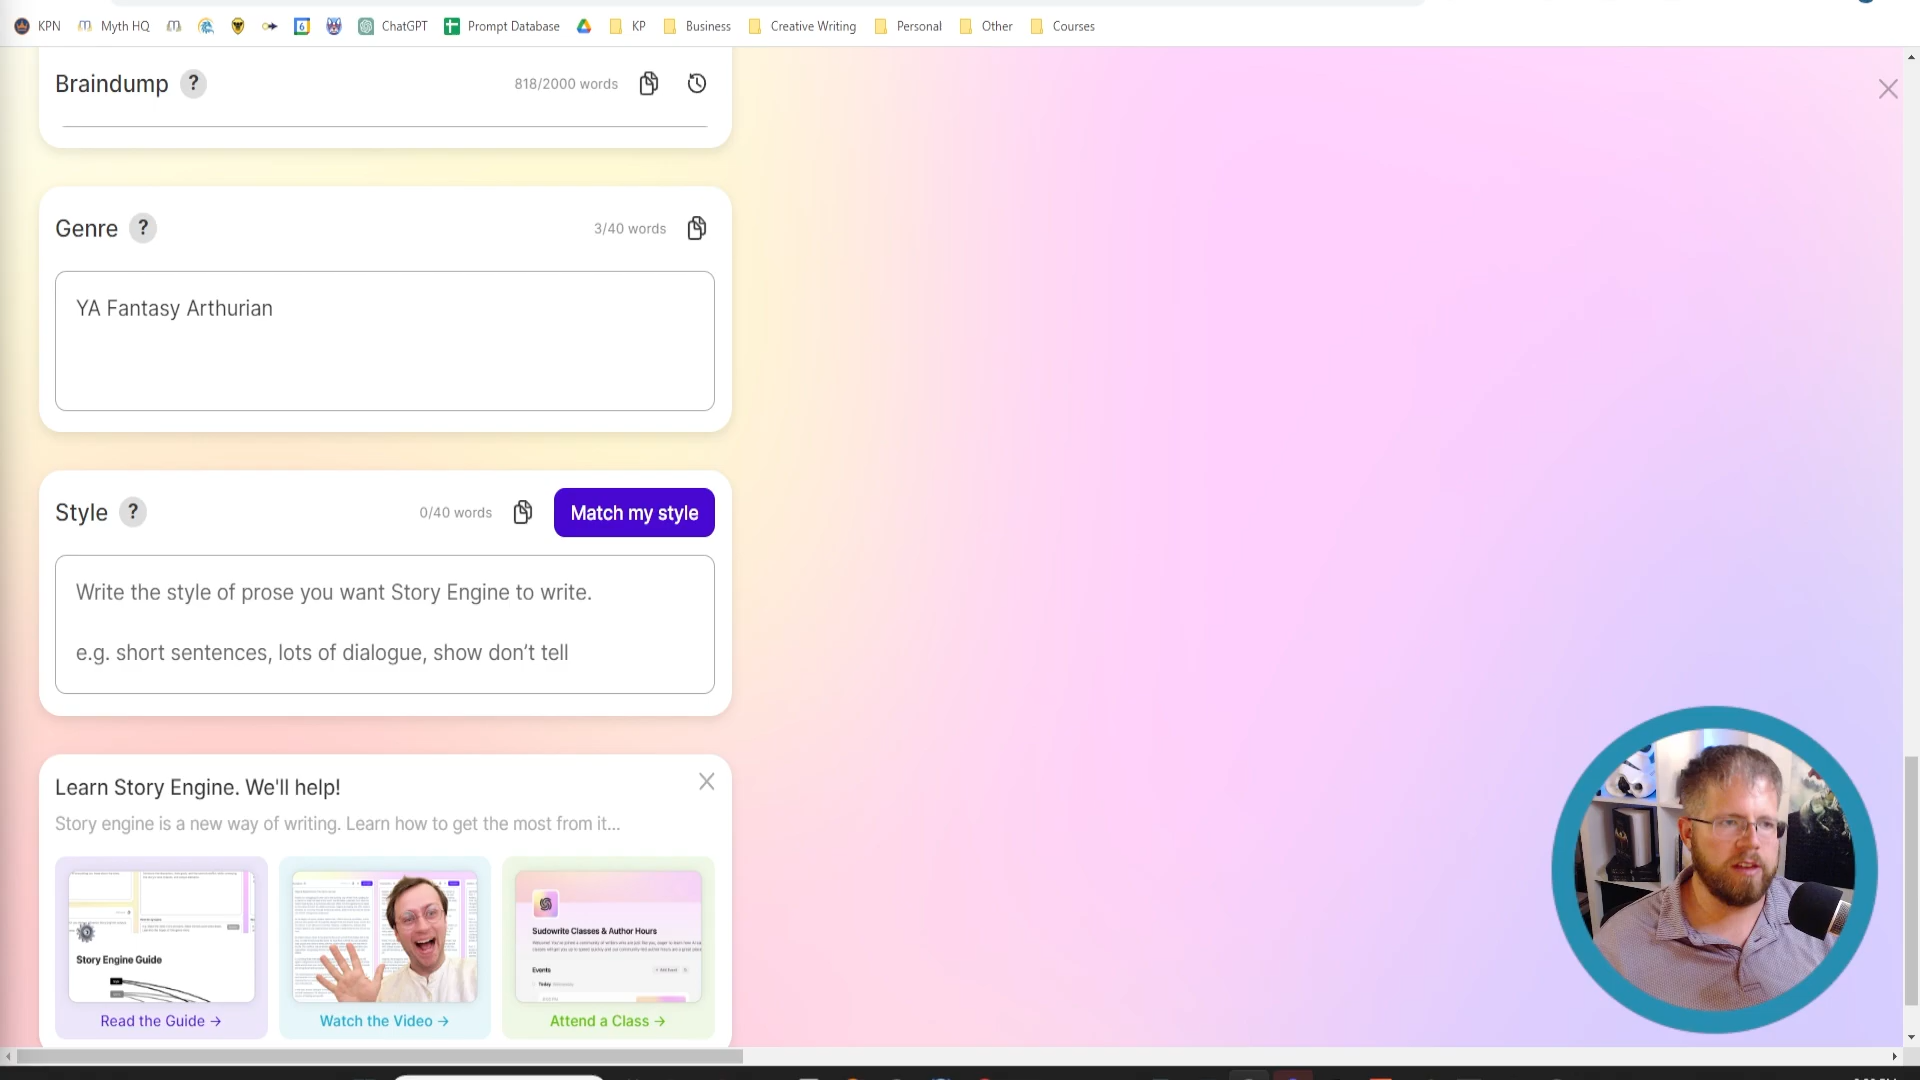 KPN Myth HQ ChatGPT Prompt Database KP Business Creative Writing Personal Other Courses
Braindump ? 818/2000 words
Genre ? 3/40 words
YA Fantasy Arthurian
Style ? 0/40 words Match my style
Write the style of prose you want Story Engine to write.
e.g. short sentences, lots of dialogue, show don’t tell
Learn Story Engine. We'll help!
Story engine is a new way of writing. Learn how to get the most from it...
Story Engine Guide
Sudowrite Classes & Author Hours
Events
Today
Read the Guide →
Watch the Video →
Attend a Class →